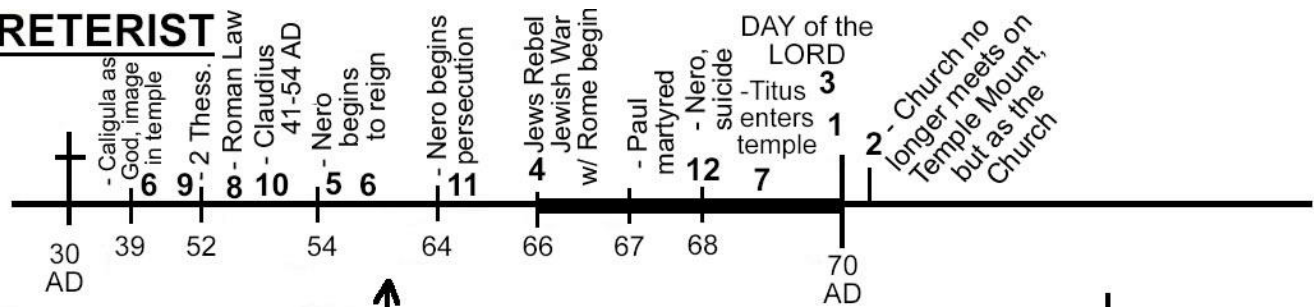 RETERIST
- Caligula as
God, image
in temple
6
9
- 2 Thess.
8
- Roman Law
10
- Claudius
41-54 AD
- Nero
begins
to reign
5
6
- Nero begins
persecution
11
4
Jews Rebel
Jewish War
w/ Rome begin
- Paul
martyred
- Nero,
suicide
12
DAY of the
LORD
3
-Titus
enters
temple
7
1
2
- Church no
longer meets on
Temple Mount,
but as the
Church
30
AD
39
52
54
64
66
67
68
70
AD